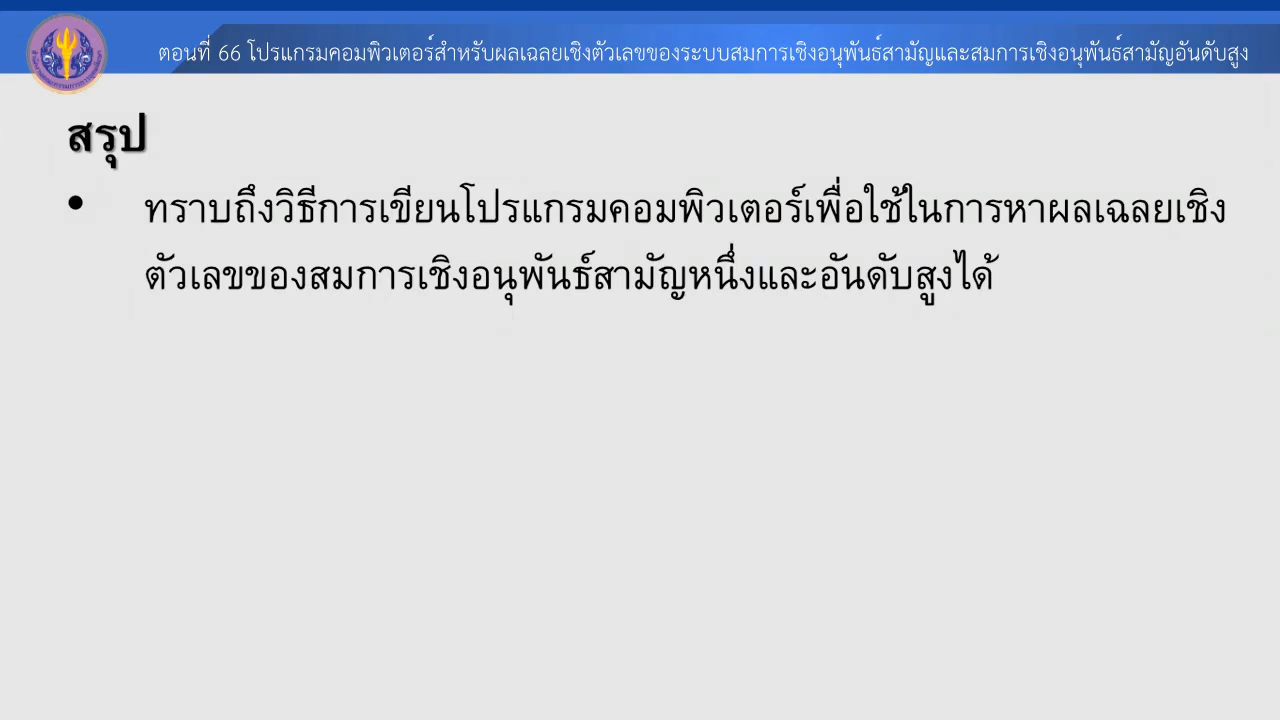 ตอนที่ 66 โปรแกรมคอมพิวเตอร์สำหรับผลเฉลยเชิงตัวเลขของระบบสมการเชิงอนุพันธ์สามัญและสมการเชิงอนุพันธ์สามัญอันดับสูง
สรุป
• ทราบถึงวิธีการเขียนโปรแกรมคอมพิวเตอร์เพื่อใช้ในการหาผลเฉลยเชิง
ตัวเลขของสมการเชิงอนุพันธ์สามัญหนึ่งและอันดับสูงได้